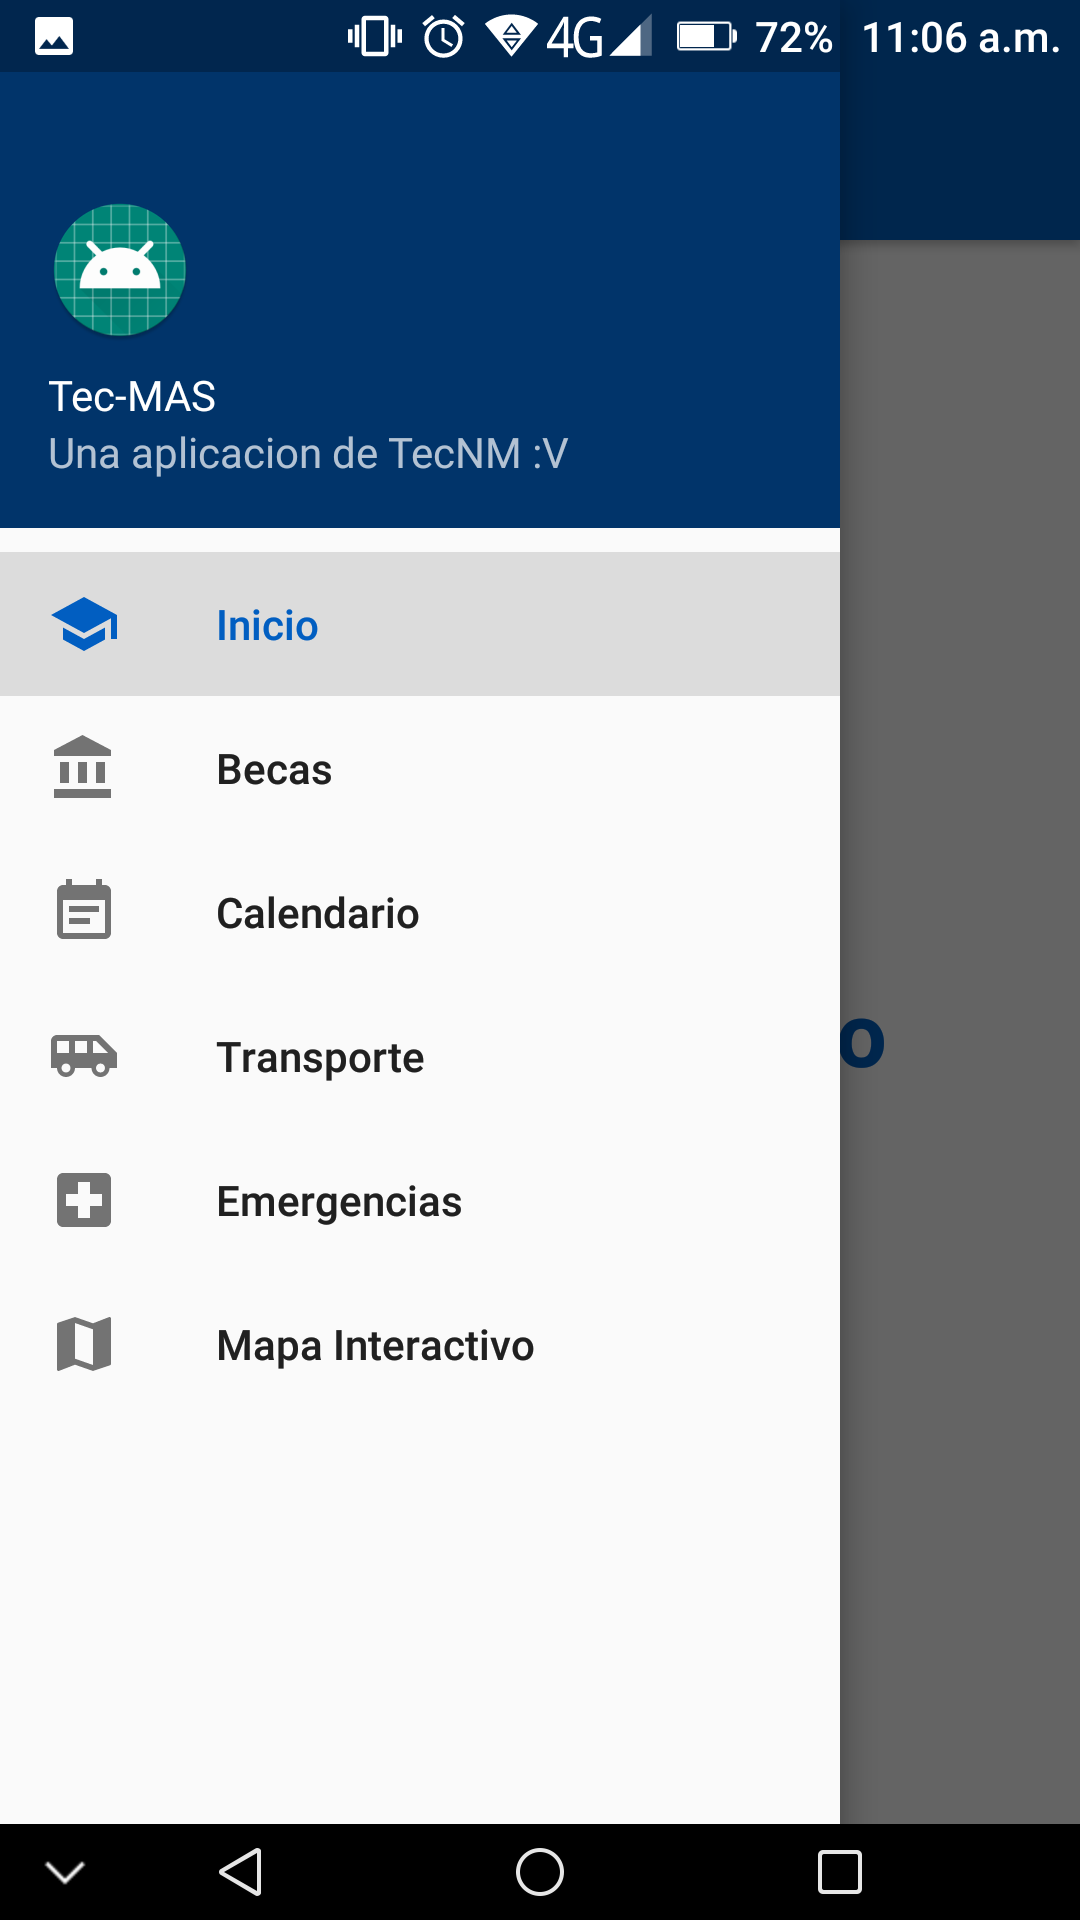 4G 72% 11:06 a.m.
Tec-MAS
Una aplicacion de TecNM :V
Inicio
Becas
Calendario
o
Transporte
Emergencias
Mapa Interactivo